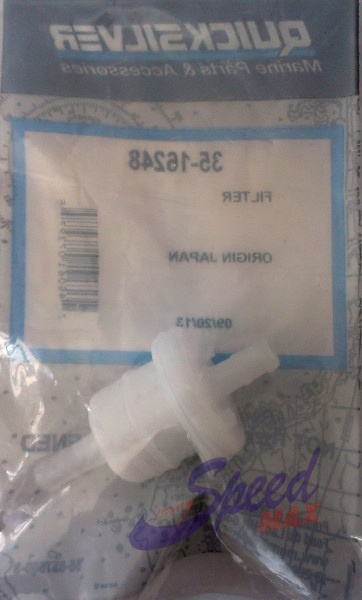 QUICKSILVER
Marine Parts & Accessories
35-16248
FILTER
ORIGIN JAPAN
09/20/13
Speed
MAX